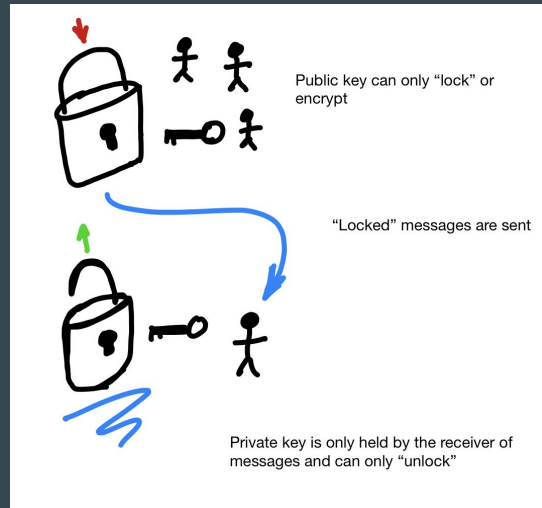 Public key can only “lock” or
encrypt
“Locked” messages are sent
Private key is only held by the receiver of
messages and can only “unlock”